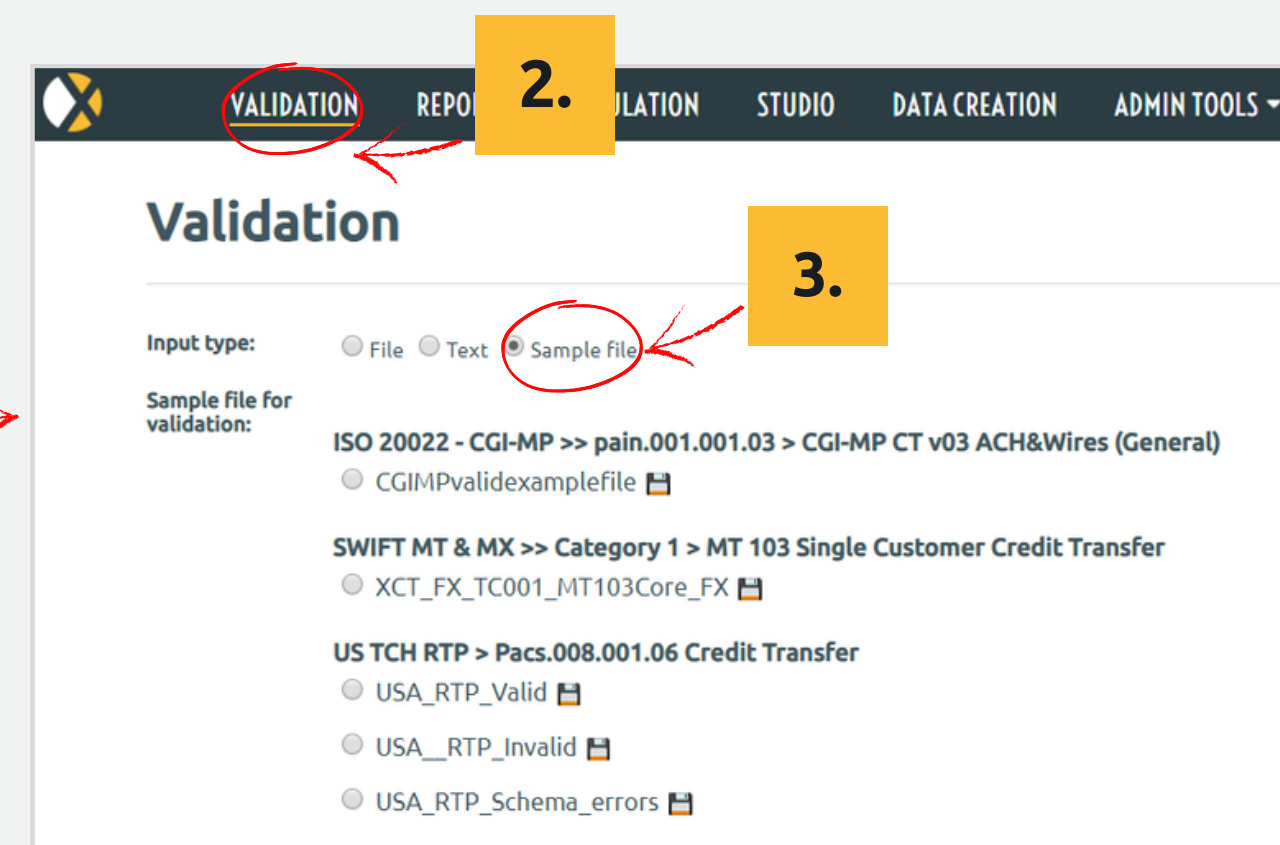 2.
VALIDATION REPO ULATION STUDIO DATA CREATION ADMIN TOOLS
Validation
3.
Input type: File Text Sample file
Sample file for
validation:
ISO 20022 - CGI-MP >> pain.001.001.03 > CGI-MP CT v03 ACH&Wires (General)
CGIMPvalidexamplefile
SWIFT MT & MX >> Category 1 > MT 103 Single Customer Credit Transfer
XCT_FX_TC001_MT103Core_FX
US TCH RTP > Pacs.008.001.06 Credit Transfer
USA_RTP_Valid
USA__RTP_Invalid
USA_RTP_Schema_errors